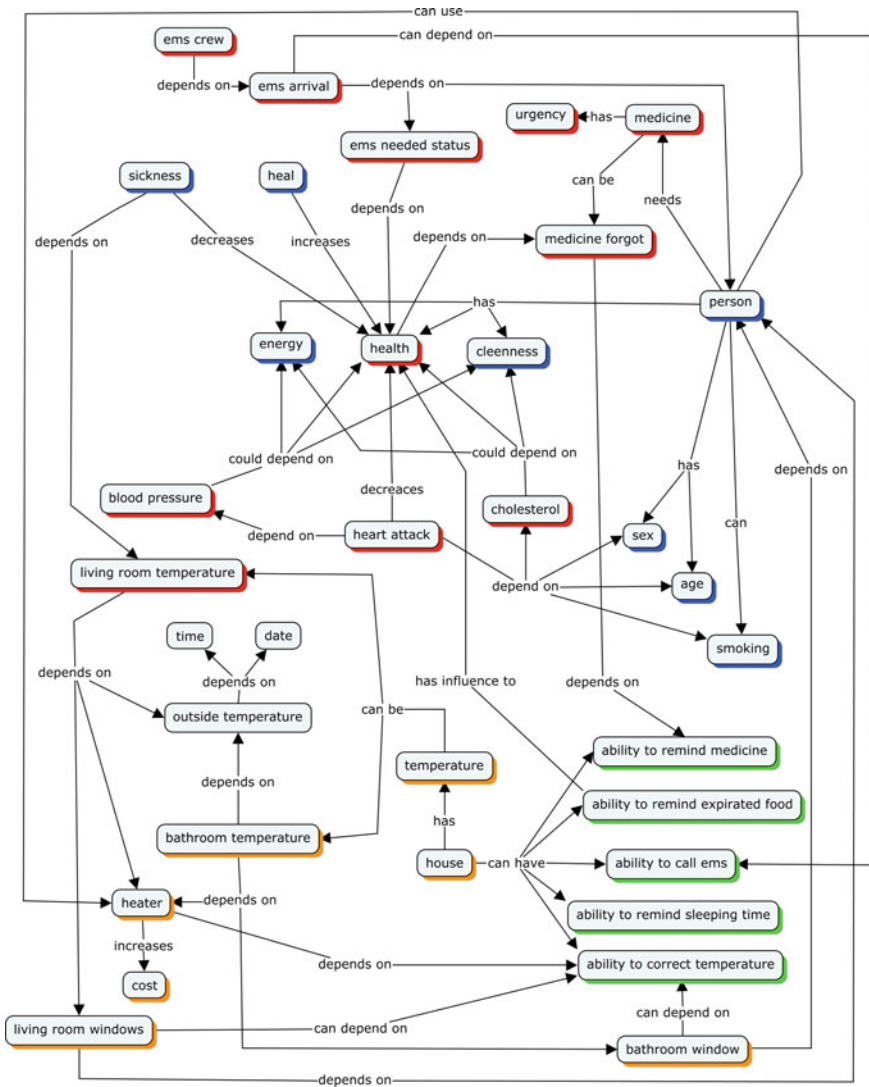 can use
ems crew
can depend on
depends on
ems arrival
depends on
urgency
has
medicine
ems needed status
sickness
heal
can be
needs
depends on
depends on
decreases
increases
depends on
medicine forgot
has
person
energy
health
cleenness
could depend on
could depend on
has
depends on
blood pressure
decreaces
cholesterol
can
depend on
heart attack
sex
living room temperature
depend on
age
time
date
smoking
depends on
depends on
has influence to
depends on
outside temperature
can be
ability to remind medicine
temperature
depends on
ability to remind expirated food
has
bathroom temperature
house
can have
ability to call ems
heater
depends on
ability to remind sleeping time
increases
depends on
ability to correct temperature
cost
living room windows
can depend on
can depend on
bathroom window
depends on